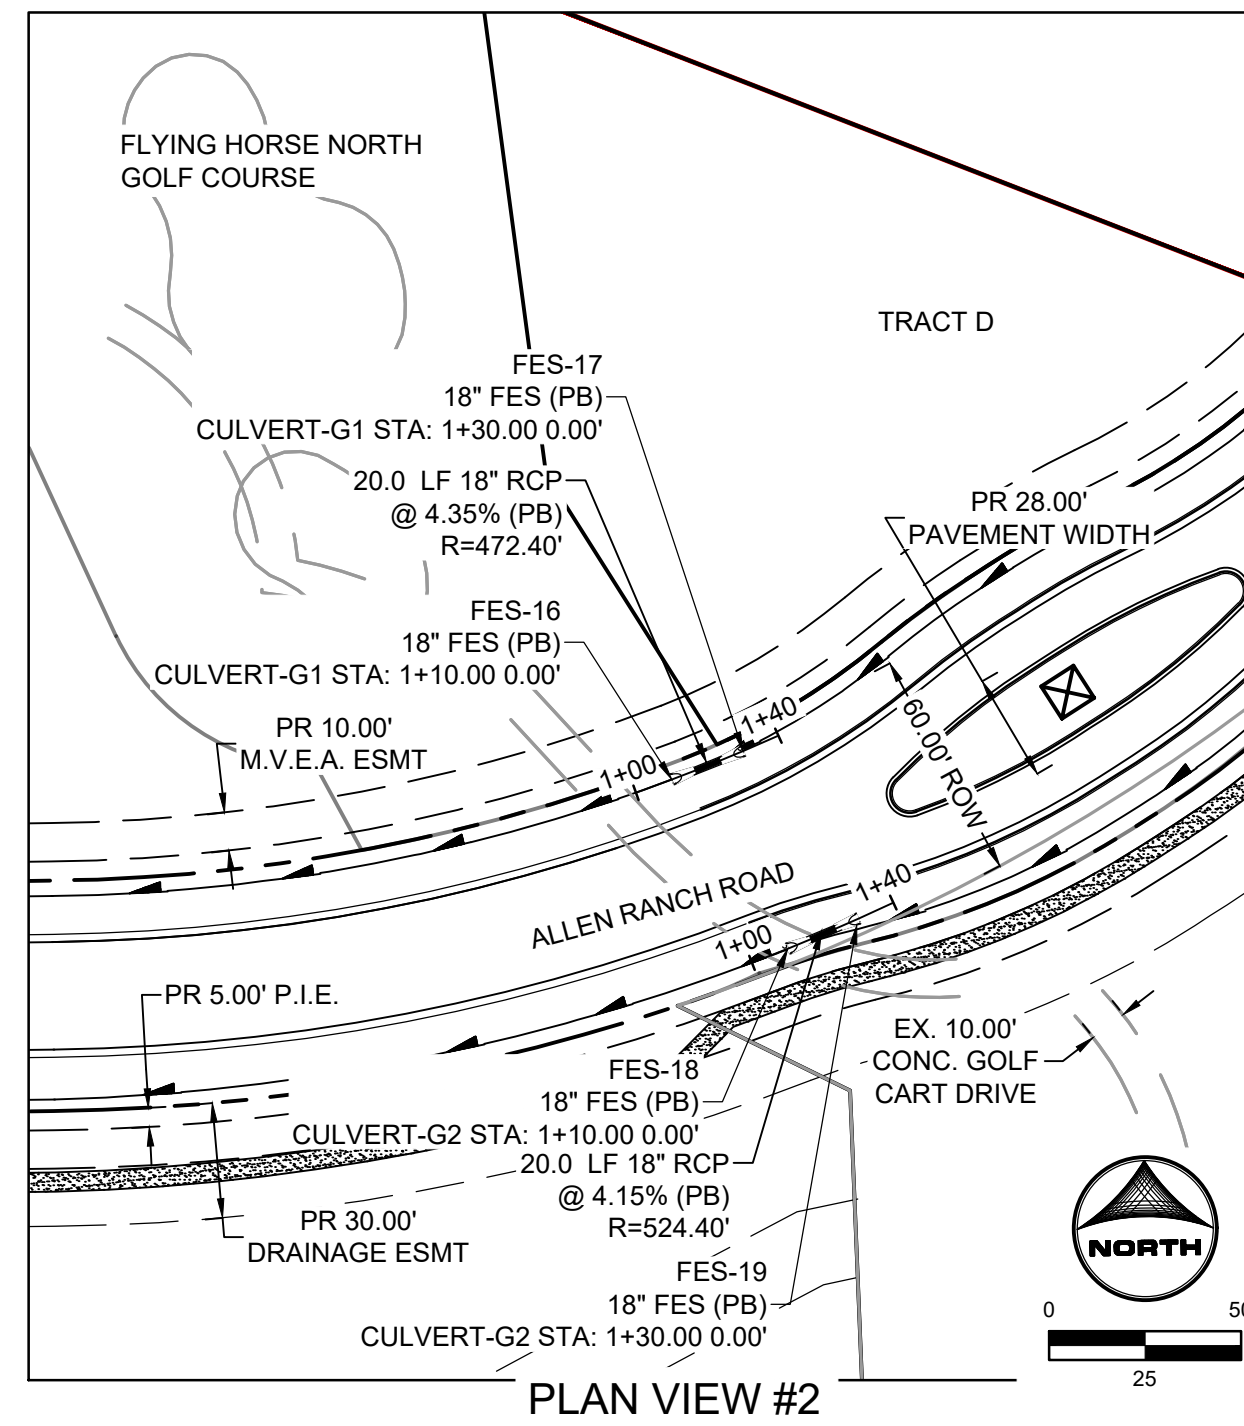 FLYING HORSE NORTH
GOLF COURSE
TRACT D
FES-17
18" FES (PB)
CULVERT-G1 STA: 1+30.00 0.00'
20.0 LF 18" RCP
@ 4.35% (PB)
R=472.40'
PR 28.00'
PAVEMENT WIDTH
FES-16
18" FES (PB)
CULVERT-G1 STA: 1+10.00 0.00'
PR 10.00'
M.V.E.A. ESMT
1+40
1+00
60.00' ROW
ALLEN RANCH ROAD
1+40
1+00
PR 5.00' P.I.E.
EX. 10.00'
CONC. GOLF
CART DRIVE
FES-18
18" FES (PB)
CULVERT-G2 STA: 1+10.00 0.00'
20.0 LF 18" RCP
@ 4.15% (PB)
R=524.40'
PR 30.00'
DRAINAGE ESMT
FES-19
18" FES (PB)
CULVERT-G2 STA: 1+30.00 0.00'
NORTH
0
25
PLAN VIEW #2